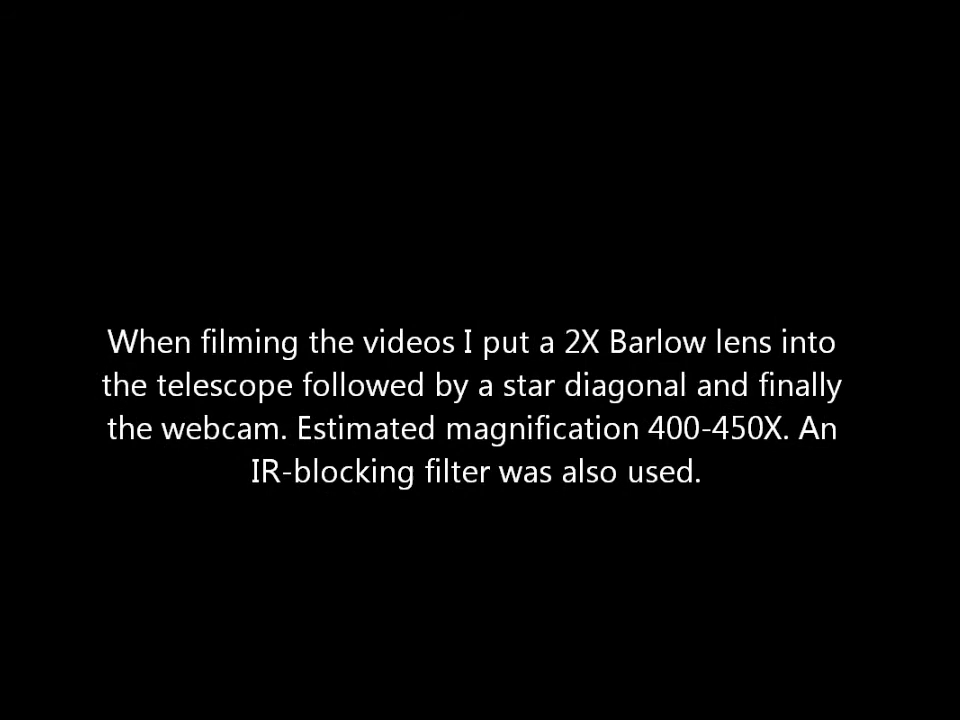 When filming the videos I put a 2X Barlow lens into
the telescope followed by a star diagonal and finally
the webcam. Estimated magnification 400-450X. An
IR-blocking filter was also used.